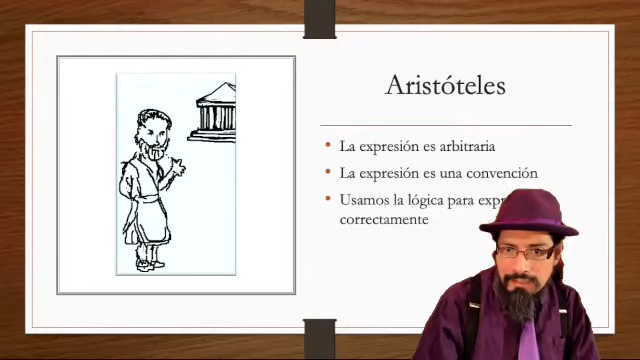 Aristóteles
La expresión es arbitraria
La expresión es una convención
Usamos la lógica para
correctamente